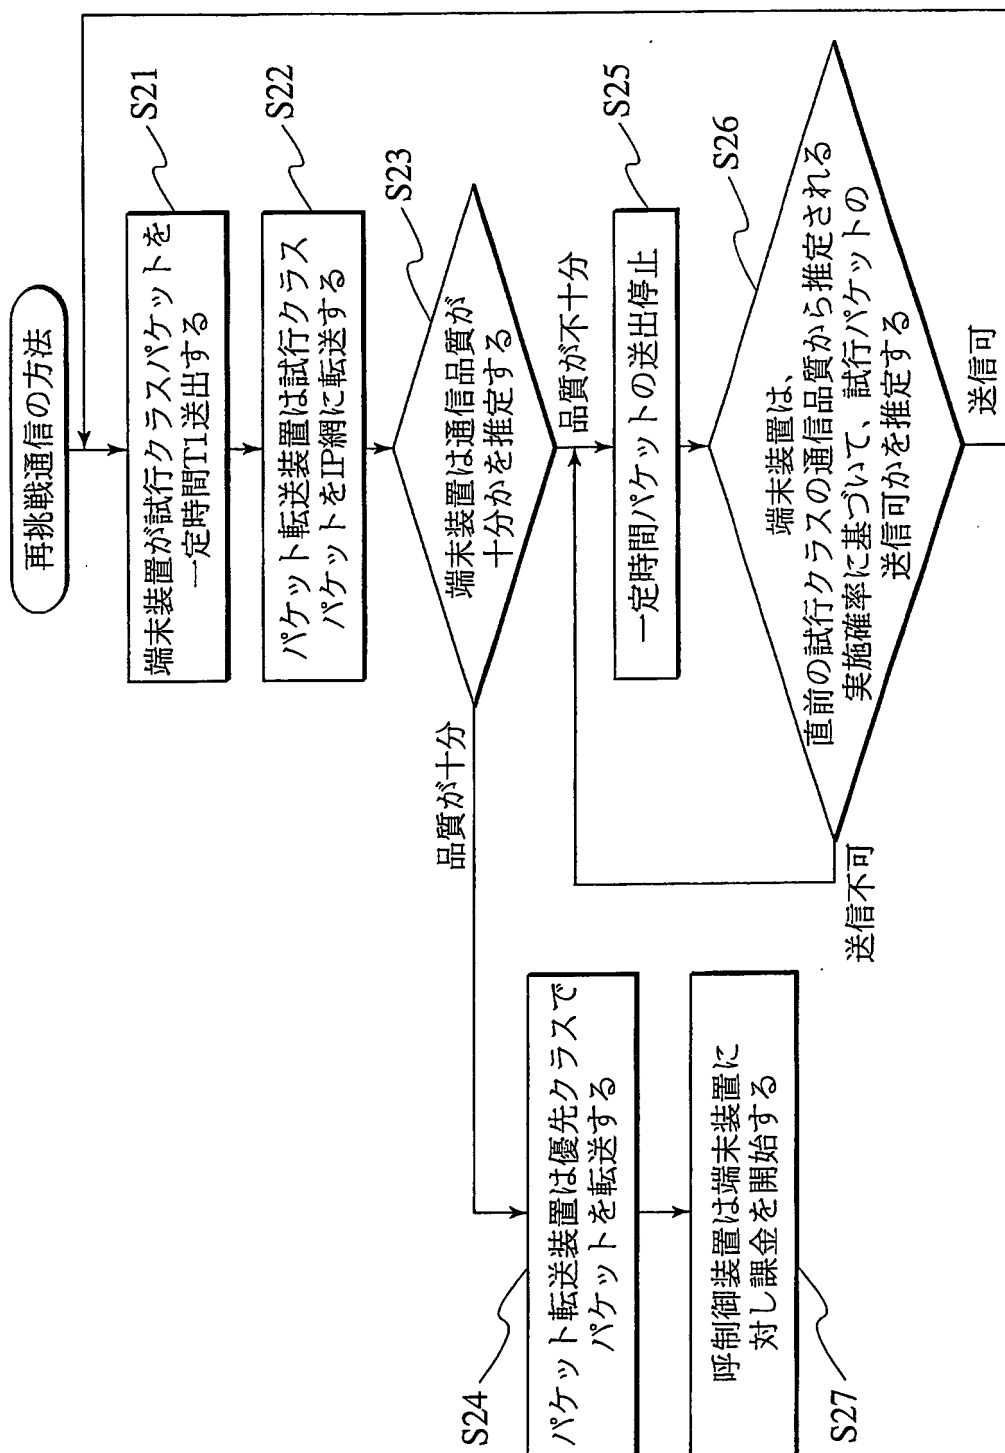 再挑戦通信の方法
端末装置が試行クラスパケットを
一定時間T1送出する
S21
パケット転送装置は試行クラス
パケットをIP網に転送する
S22
端末装置は通信品質が
十分かを推定する
S23
品質が十分
品質が不十分
一定時間パケットの送出停止
S25
端末装置は、
直前の試行クラスの通信品質から推定される
実施確率に基づいて、試行パケットの
送信可かを推定する
S26
送信不可
送信可
パケット転送装置は優先クラスで
パケットを転送する
S24
呼制御装置は端末装置に
対し課金を開始する
S27